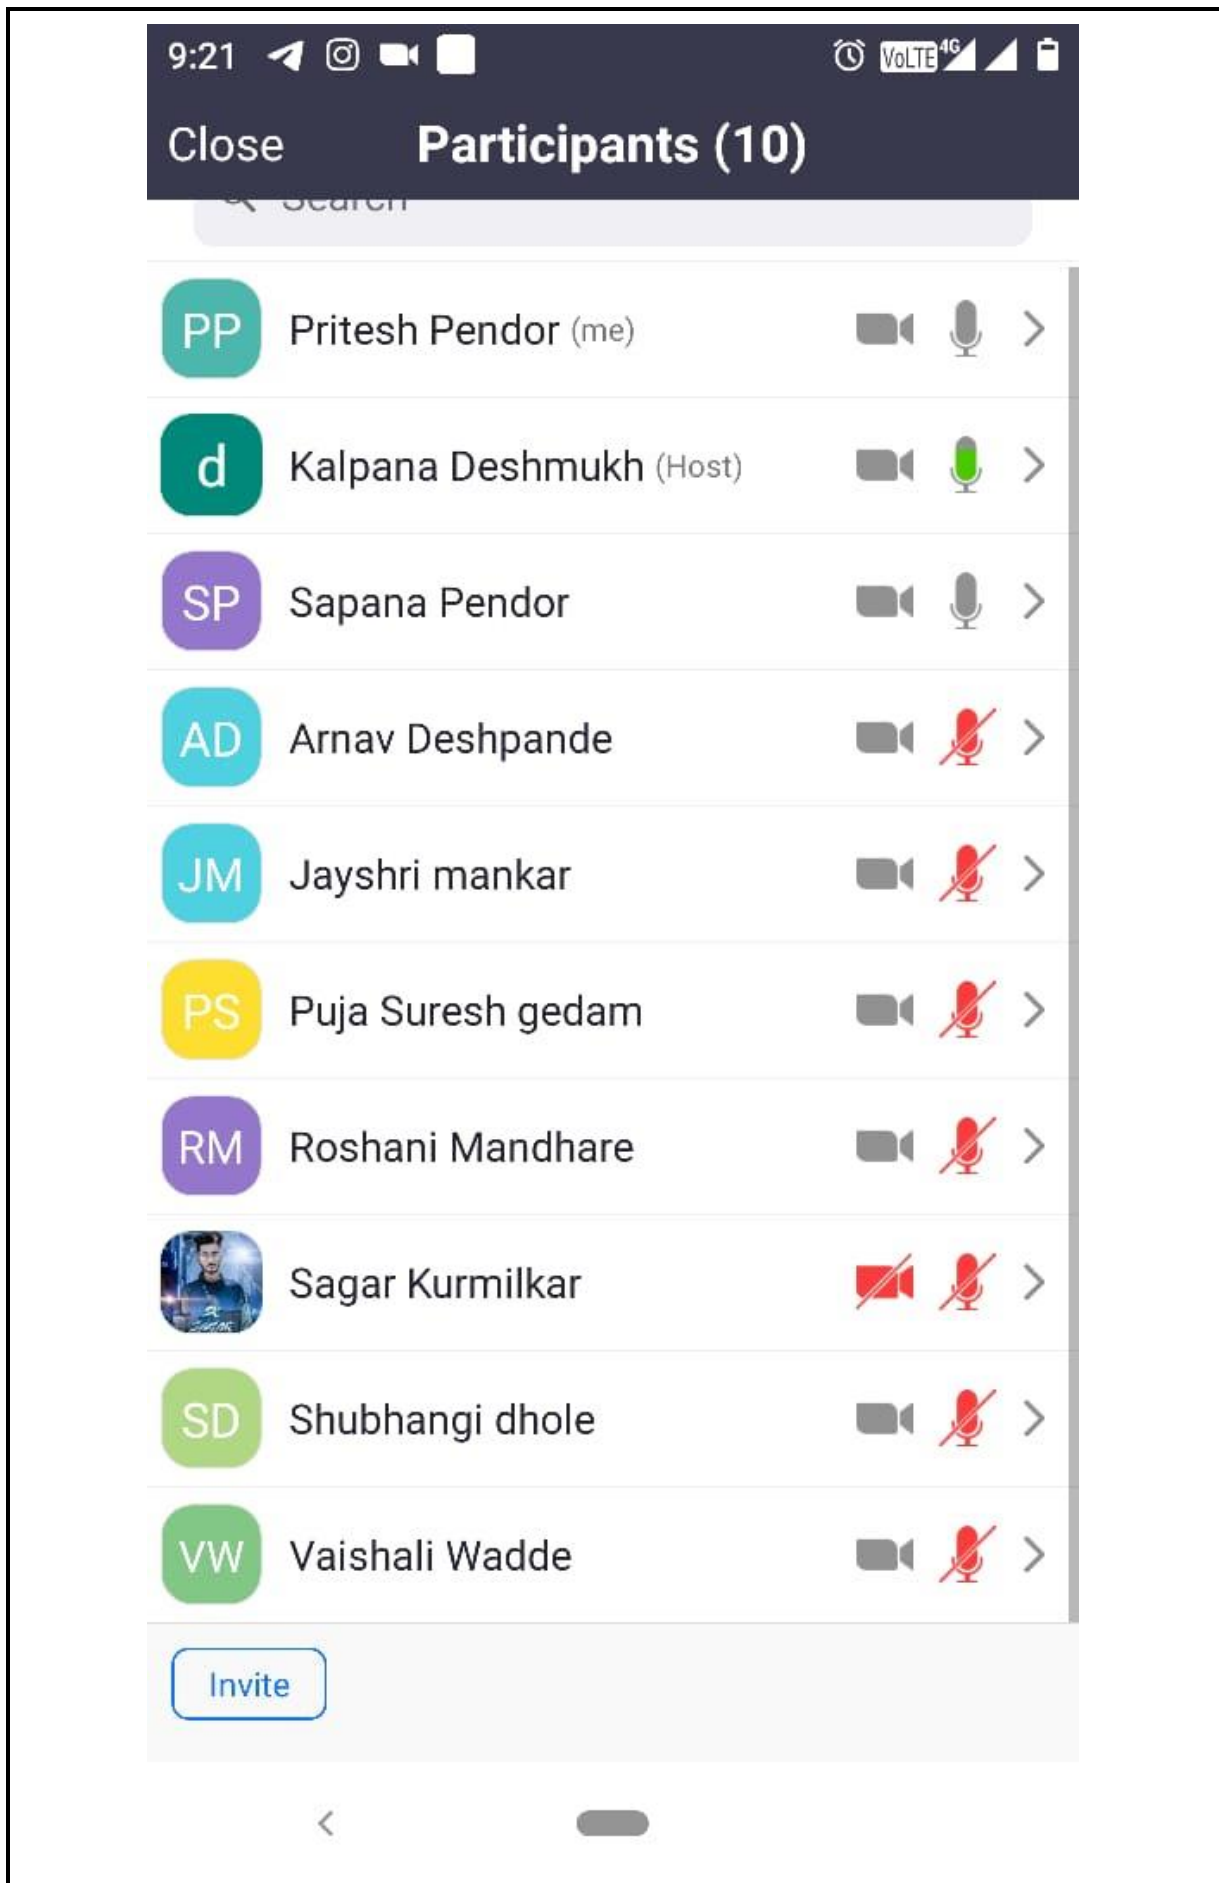 9:21 VoLTE 4G
Close Participants (10)
Search
PP Pritesh Pendor (me)
d Kalpana Deshmukh (Host)
SP Sapana Pendor
AD Arnav Deshpande
JM Jayshri mankar
PS Puja Suresh gedam
RM Roshani Mandhare
Sagar Kurmilkar
SD Shubhangi dhole
VW Vaishali Wadde
Invite